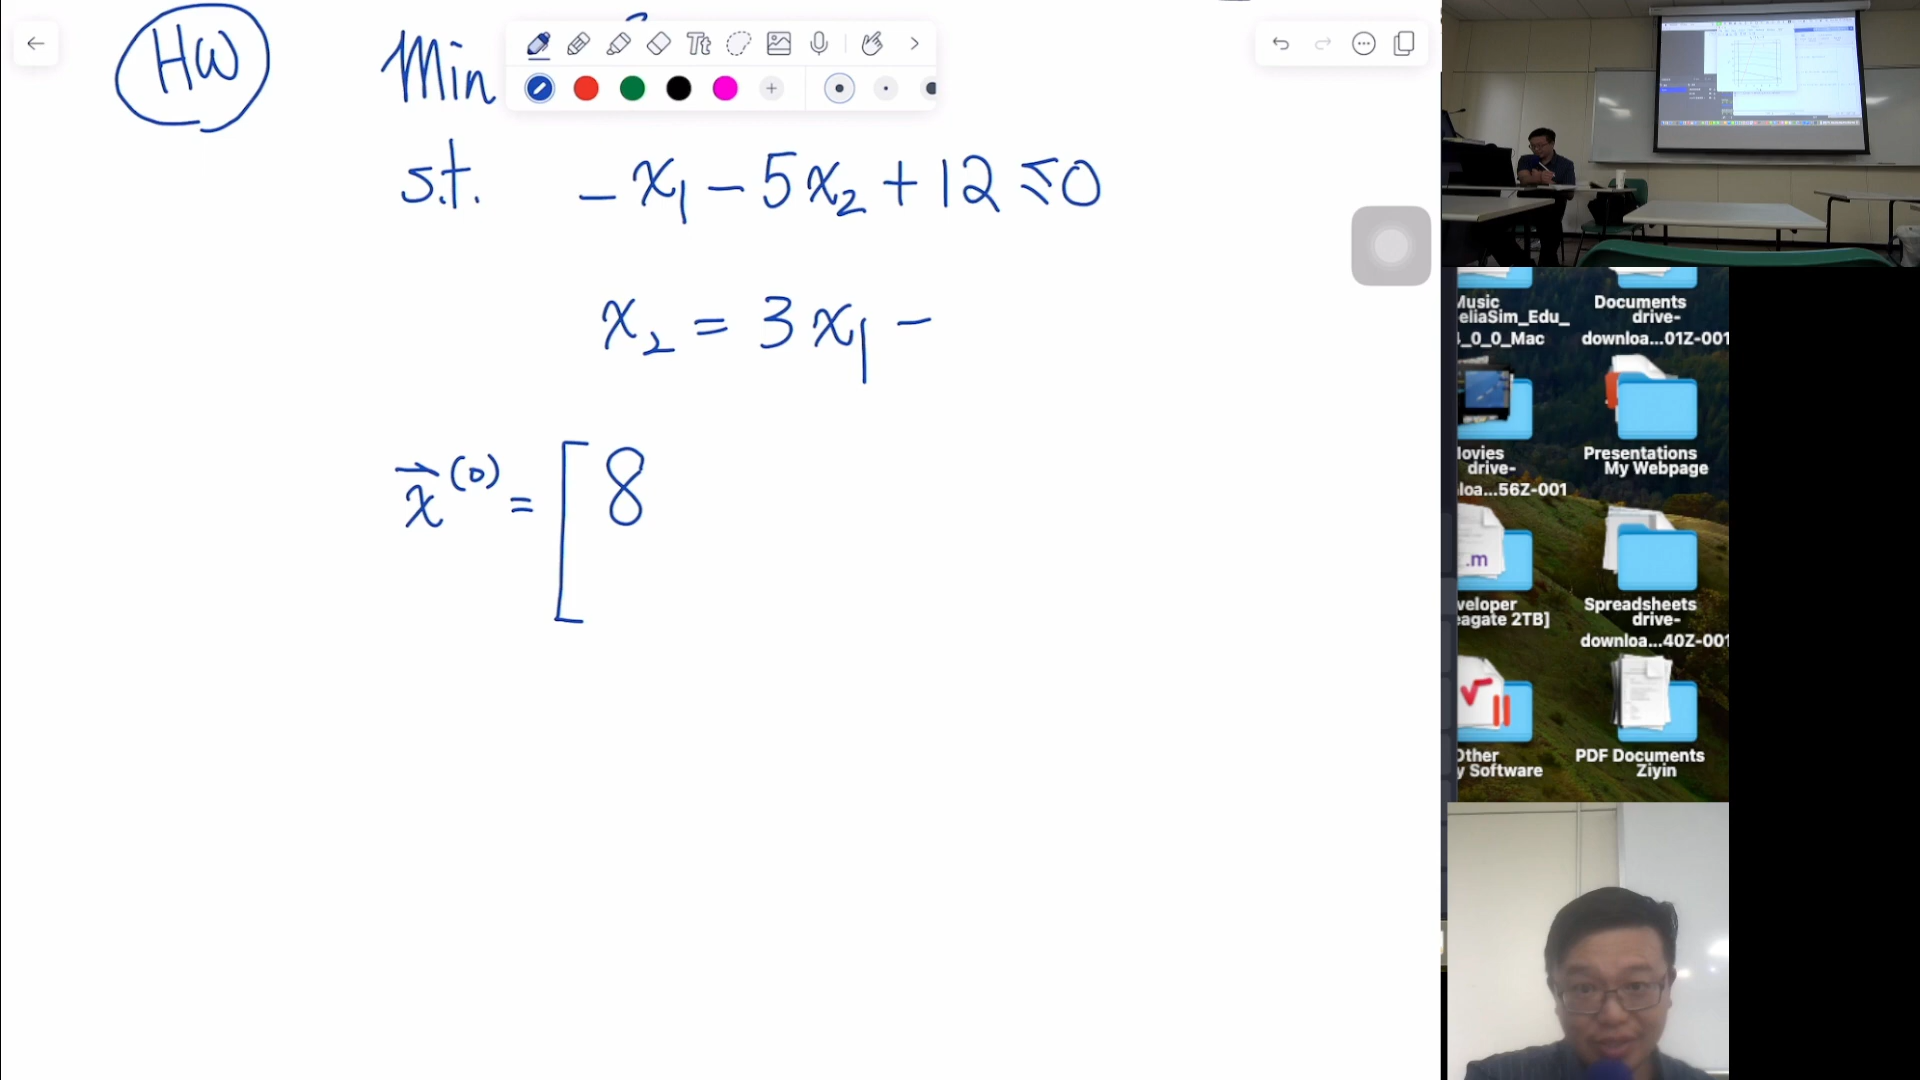 HW
Min
s.t. -x₁ - 5x₂ + 12 ≤ 0
x₂ = 3x₁ -
x⃗⁽⁰⁾ = [8
Tt
Music
eliaSim_Edu_
4_0_0_Mac
Documents
drive-
downloa...01Z-001
lovies
drive-
loa...56Z-001
Presentations
My Webpage
.m
veloper
eagate 2TB]
Spreadsheets
drive-
downloa...40Z-001
Other
y Software
PDF Documents
Ziyin